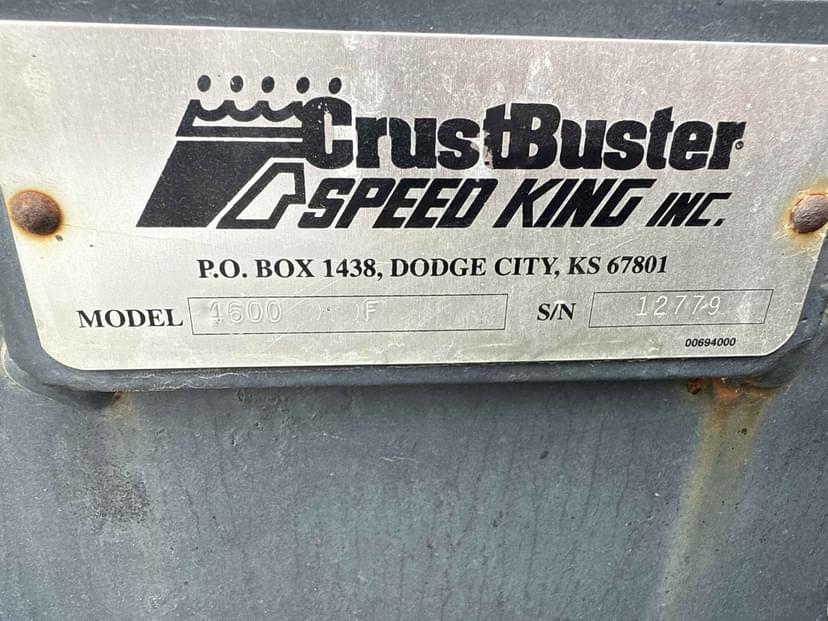 CrustBuster®
SPEED KING INC.
P.O. BOX 1438, DODGE CITY, KS 67801
MODEL 4600 F S/N 12779
00694000